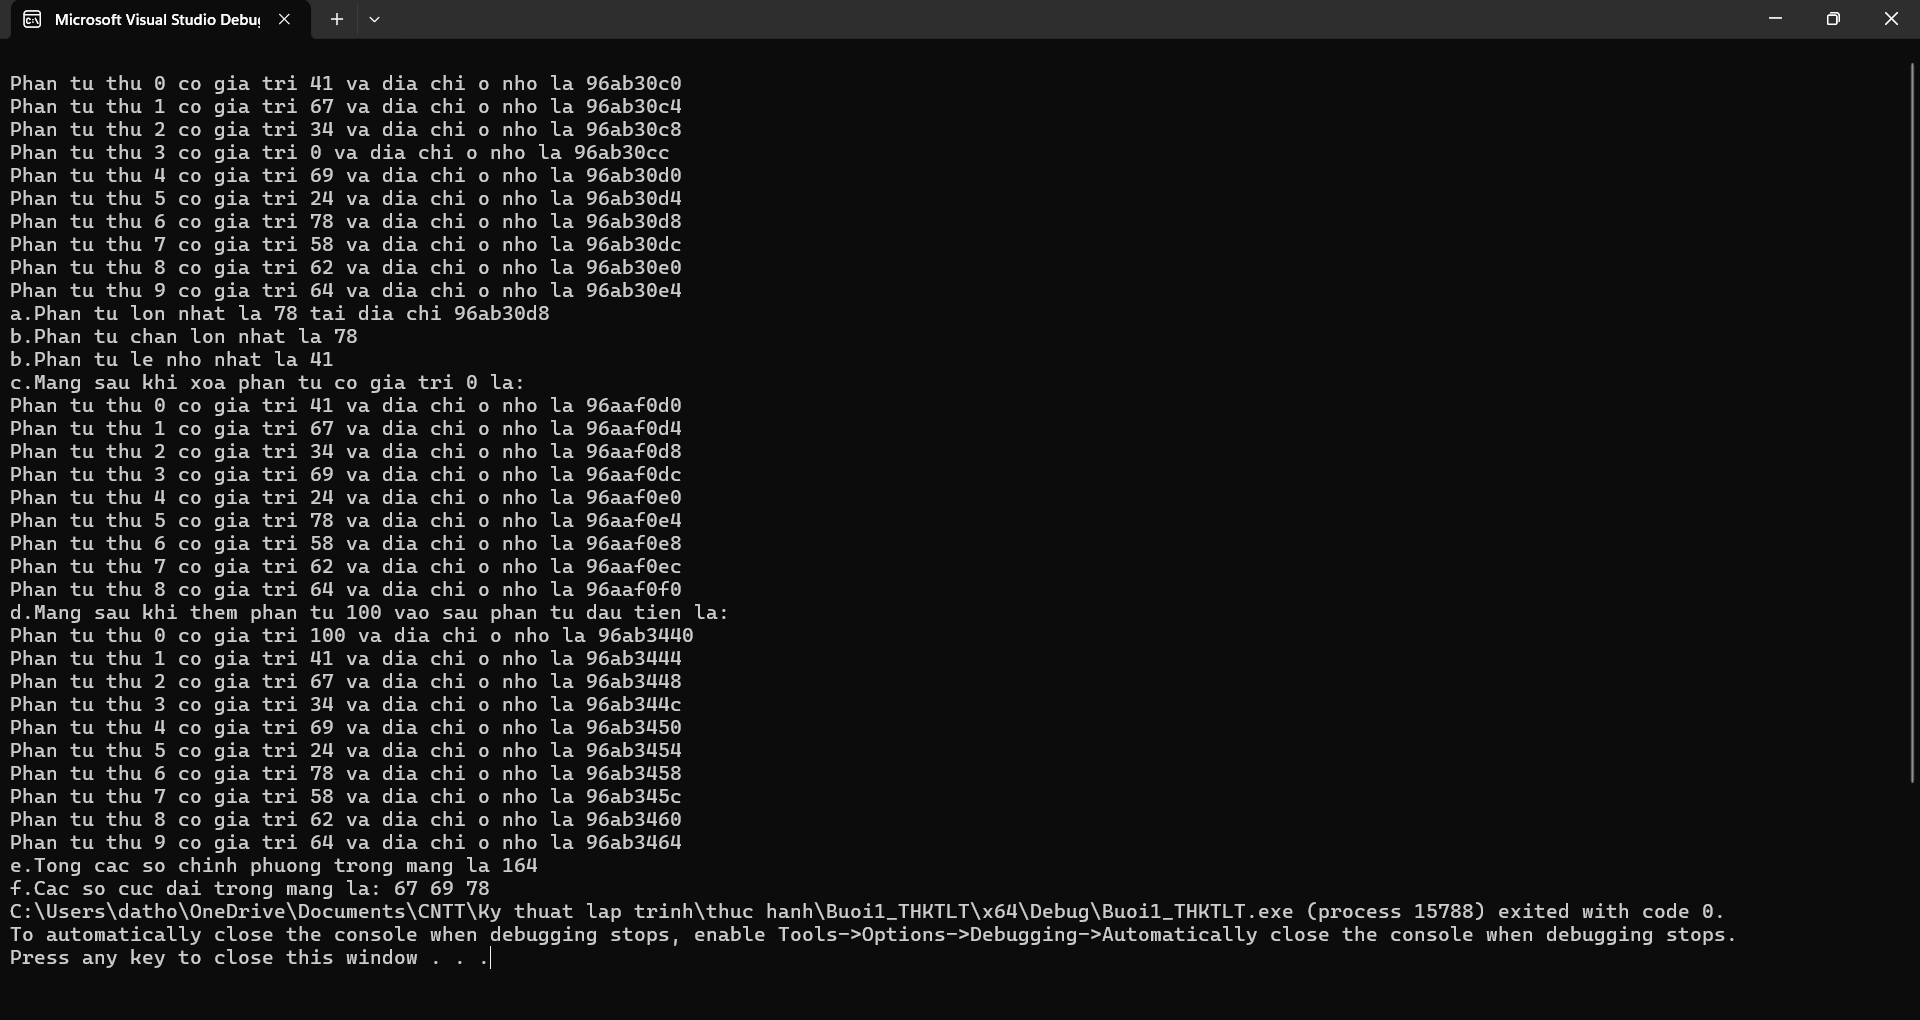 Microsoft Visual Studio Debu
Phan tu thu 0 co gia tri 41 va dia chi o nho la 96ab30c0
Phan tu thu 1 co gia tri 67 va dia chi o nho la 96ab30c4
Phan tu thu 2 co gia tri 34 va dia chi o nho la 96ab30c8
Phan tu thu 3 co gia tri 0 va dia chi o nho la 96ab30cc
Phan tu thu 4 co gia tri 69 va dia chi o nho la 96ab30d0
Phan tu thu 5 co gia tri 24 va dia chi o nho la 96ab30d4
Phan tu thu 6 co gia tri 78 va dia chi o nho la 96ab30d8
Phan tu thu 7 co gia tri 58 va dia chi o nho la 96ab30dc
Phan tu thu 8 co gia tri 62 va dia chi o nho la 96ab30e0
Phan tu thu 9 co gia tri 64 va dia chi o nho la 96ab30e4
a.Phan tu lon nhat la 78 tai dia chi 96ab30d8
b.Phan tu chan lon nhat la 78
b.Phan tu le nho nhat la 41
c.Mang sau khi xoa phan tu co gia tri 0 la:
Phan tu thu 0 co gia tri 41 va dia chi o nho la 96aaf0d0
Phan tu thu 1 co gia tri 67 va dia chi o nho la 96aaf0d4
Phan tu thu 2 co gia tri 34 va dia chi o nho la 96aaf0d8
Phan tu thu 3 co gia tri 69 va dia chi o nho la 96aaf0dc
Phan tu thu 4 co gia tri 24 va dia chi o nho la 96aaf0e0
Phan tu thu 5 co gia tri 78 va dia chi o nho la 96aaf0e4
Phan tu thu 6 co gia tri 58 va dia chi o nho la 96aaf0e8
Phan tu thu 7 co gia tri 62 va dia chi o nho la 96aaf0ec
Phan tu thu 8 co gia tri 64 va dia chi o nho la 96aaf0f0
d.Mang sau khi them phan tu 100 vao sau phan tu dau tien la:
Phan tu thu 0 co gia tri 100 va dia chi o nho la 96ab3440
Phan tu thu 1 co gia tri 41 va dia chi o nho la 96ab3444
Phan tu thu 2 co gia tri 67 va dia chi o nho la 96ab3448
Phan tu thu 3 co gia tri 34 va dia chi o nho la 96ab344c
Phan tu thu 4 co gia tri 69 va dia chi o nho la 96ab3450
Phan tu thu 5 co gia tri 24 va dia chi o nho la 96ab3454
Phan tu thu 6 co gia tri 78 va dia chi o nho la 96ab3458
Phan tu thu 7 co gia tri 58 va dia chi o nho la 96ab345c
Phan tu thu 8 co gia tri 62 va dia chi o nho la 96ab3460
Phan tu thu 9 co gia tri 64 va dia chi o nho la 96ab3464
e.Tong cac so chinh phuong trong mang la 164
f.Cac so cuc dai trong mang la: 67 69 78
C:\Users\datho\OneDrive\Documents\CNTT\Ky thuat lap trinh\thuc hanh\Buoi1_THKTLT\x64\Debug\Buoi1_THKTLT.exe (process 15788) exited with code 0.
To automatically close the console when debugging stops, enable Tools->Options->Debugging->Automatically close the console when debugging stops.
Press any key to close this window . . .